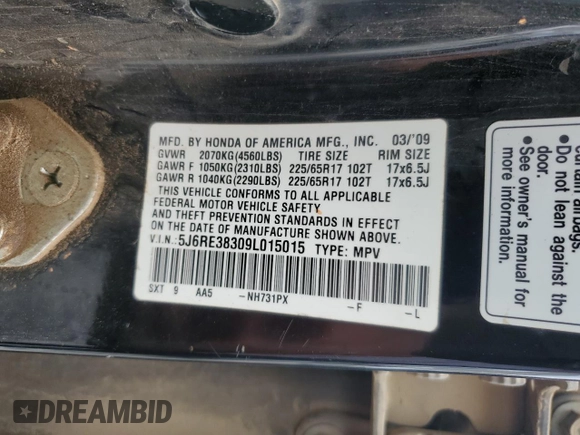 MFD. BY HONDA OF AMERICA MFG., INC. 03/'09
GVWR 2070KG(4560LBS) TIRE SIZE RIM SIZE
GAWR F 1050KG(2310LBS) 225/65R17 102T 17x6.5J
GAWR R 1040KG(2290LBS) 225/65R17 102T 17x6.5J
THIS VEHICLE CONFORMS TO ALL APPLICABLE
FEDERAL MOTOR VEHICLE SAFETY
AND THEFT PREVENTION STANDARDS IN EFFECT
ON THE DATE OF MANUFACTURE SHOWN ABOVE.
V.I.N.:5J6RE38309L015015 TYPE: MPV
SXT 9 AA5 -NH731PX -F -L
door.
Do not lean against the
See owner's manual for
more information.
DREAMBID